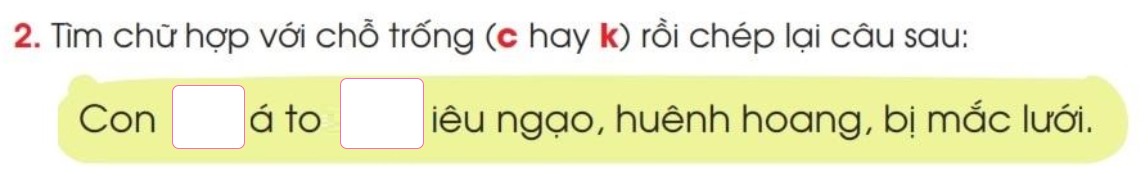 2. Tìm chữ hợp với chỗ trống (c hay k) rồi chép lại câu sau:
Con á to iêu ngạo, huênh hoang, bị mắc lưới.